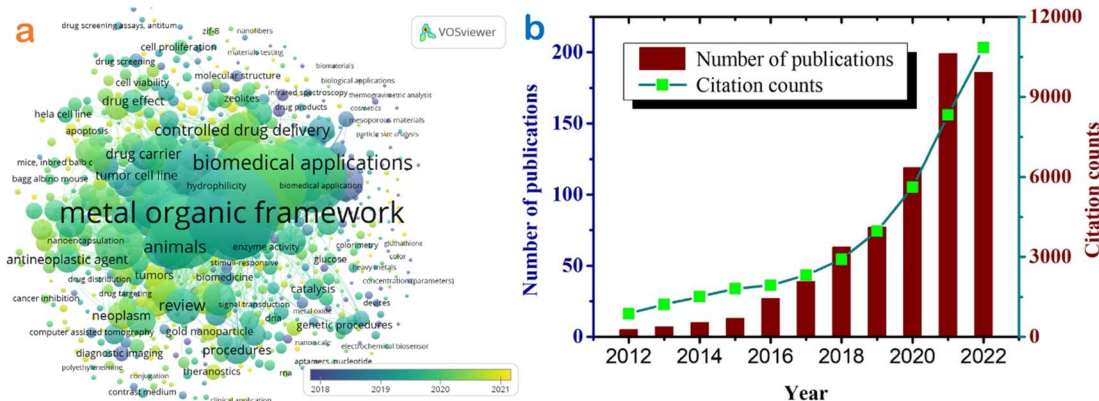 a
VOSviewer
drug screening assays, antitum
zif-8
nanofibers
cell proliferation
materials testing
drug screening
biomaterials
molecular structure
biological applications
cell viability
infrared spectroscopy
thermogravimetric analysis
drug effect
zeolites
drug products
cosmetics
hela cell line
mesoporous materials
apoptosis
controlled drug delivery
particle size analysis
drug carrier
mice, inbred balb c
biomedical applications
bagg albino mouse
tumor cell line
hydrophilicity
biomedical application
metal organic framework
nanoencapsulation
animals
enzyme activity
colorimetry
glutathione
antineoplastic agent
stimuli-responsive
glucose
color
heavy metals
drug distribution
tumors
biomedicine
concentration(parameters)
cancer inhibition
drug targeting
catalysis
devices
neoplasm
review
signal transduction
metal oxide
dna
genetic procedures
computer assisted tomography
gold nanoparticle
nanoscale
electrochemical biosensor
diagnostic imaging
procedures
aptamers, nucleotide
polyethyleneimine
conjugation
theranostics
rna
contrast medium
clinical application
2018
2019
2020
2021
b
Number of publications
Citation counts
Number of publications
200
150
100
50
0
12000
9000
6000
3000
0
Citation counts
2012
2014
2016
2018
2020
2022
Year